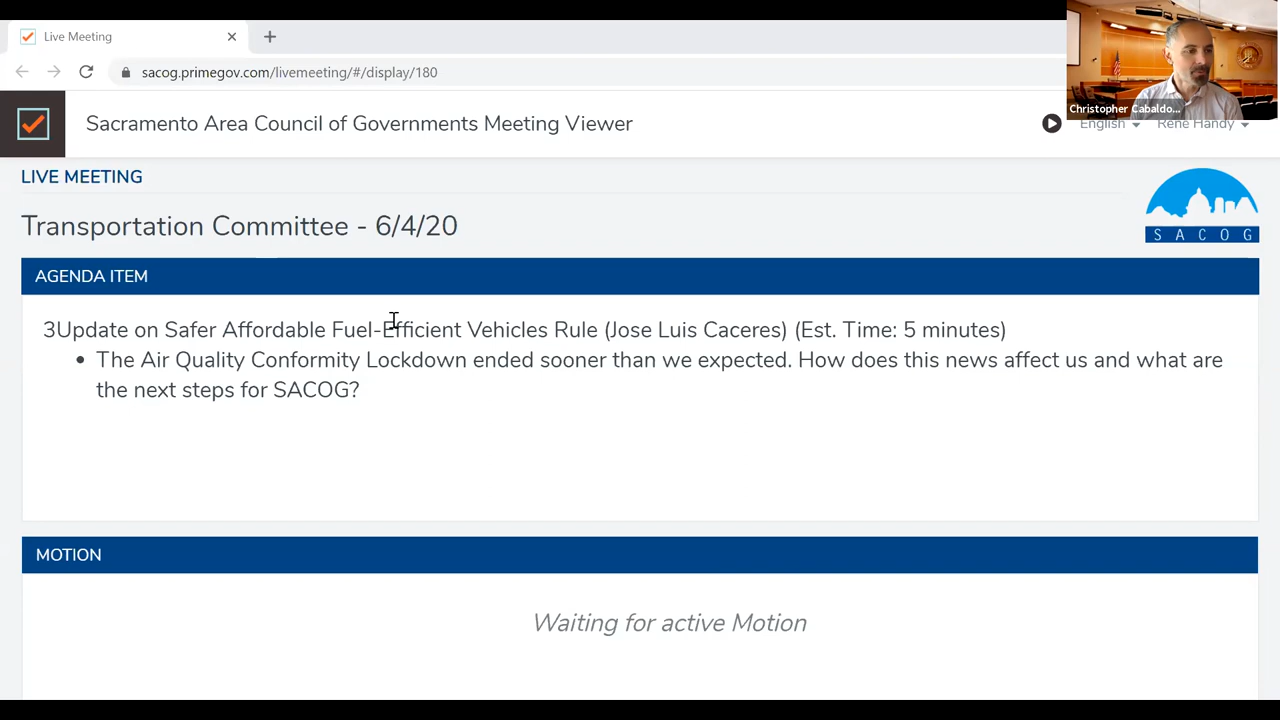 Live Meeting
sacog.primegov.com/livemeeting/#/display/180
Christopher Cabaldo...
Sacramento Area Council of Governments Meeting Viewer
English
Rene Handy
LIVE MEETING
Transportation Committee - 6/4/20
S A C O G
AGENDA ITEM
3Update on Safer Affordable Fuel-Efficient Vehicles Rule (Jose Luis Caceres) (Est. Time: 5 minutes)
• The Air Quality Conformity Lockdown ended sooner than we expected. How does this news affect us and what are
the next steps for SACOG?
MOTION
Waiting for active Motion